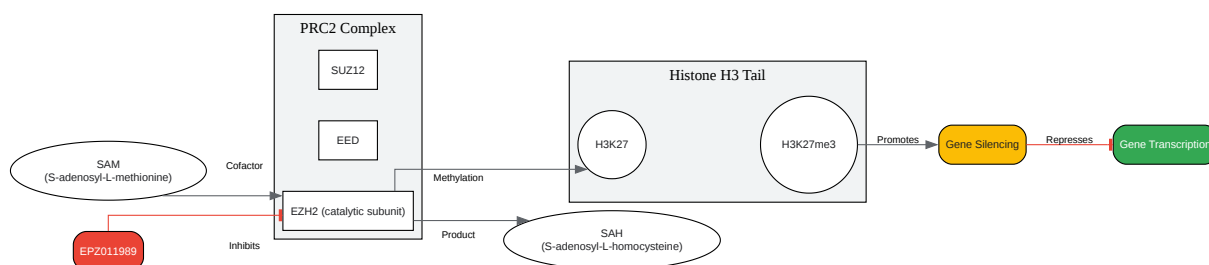 PRC2 Complex
SUZ12
EED
EZH2 (catalytic subunit)
SAM
(S-adenosyl-L-methionine)
Cofactor
EPZ011989
Inhibits
Methylation
Product
SAH
(S-adenosyl-L-homocysteine)
Histone H3 Tail
H3K27
H3K27me3
Promotes
Gene Silencing
Represses
Gene Transcription